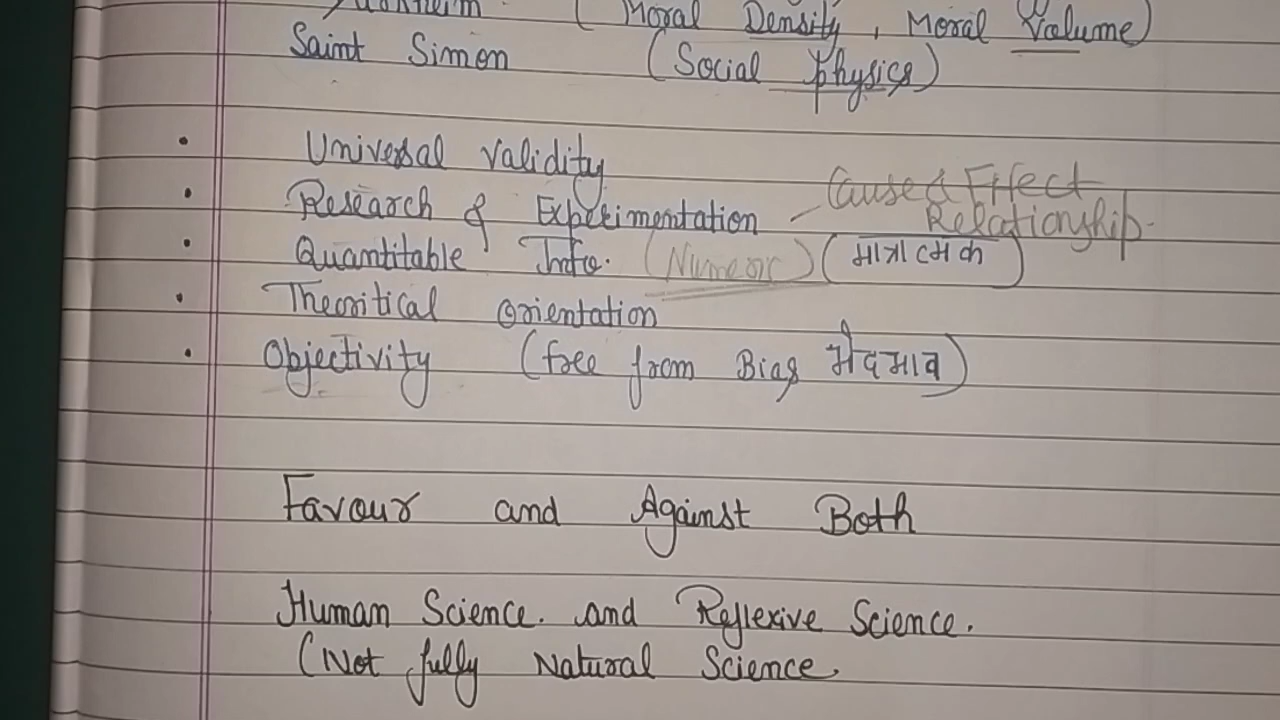 ( Moral Density, Moral Volume)
Saint Simon (Social Physics)
• Universal Validity
• Research & Experimentation – Cause & Effect Relationship.
• Quantitable Info. (Numeric) (मात्रात्मक)
• Theoritical Orientation
• Objectivity (free from Bias भेदभाव)
Favour and Against Both
Human Science. and Reflexive Science.
(Not fully Natural Science.